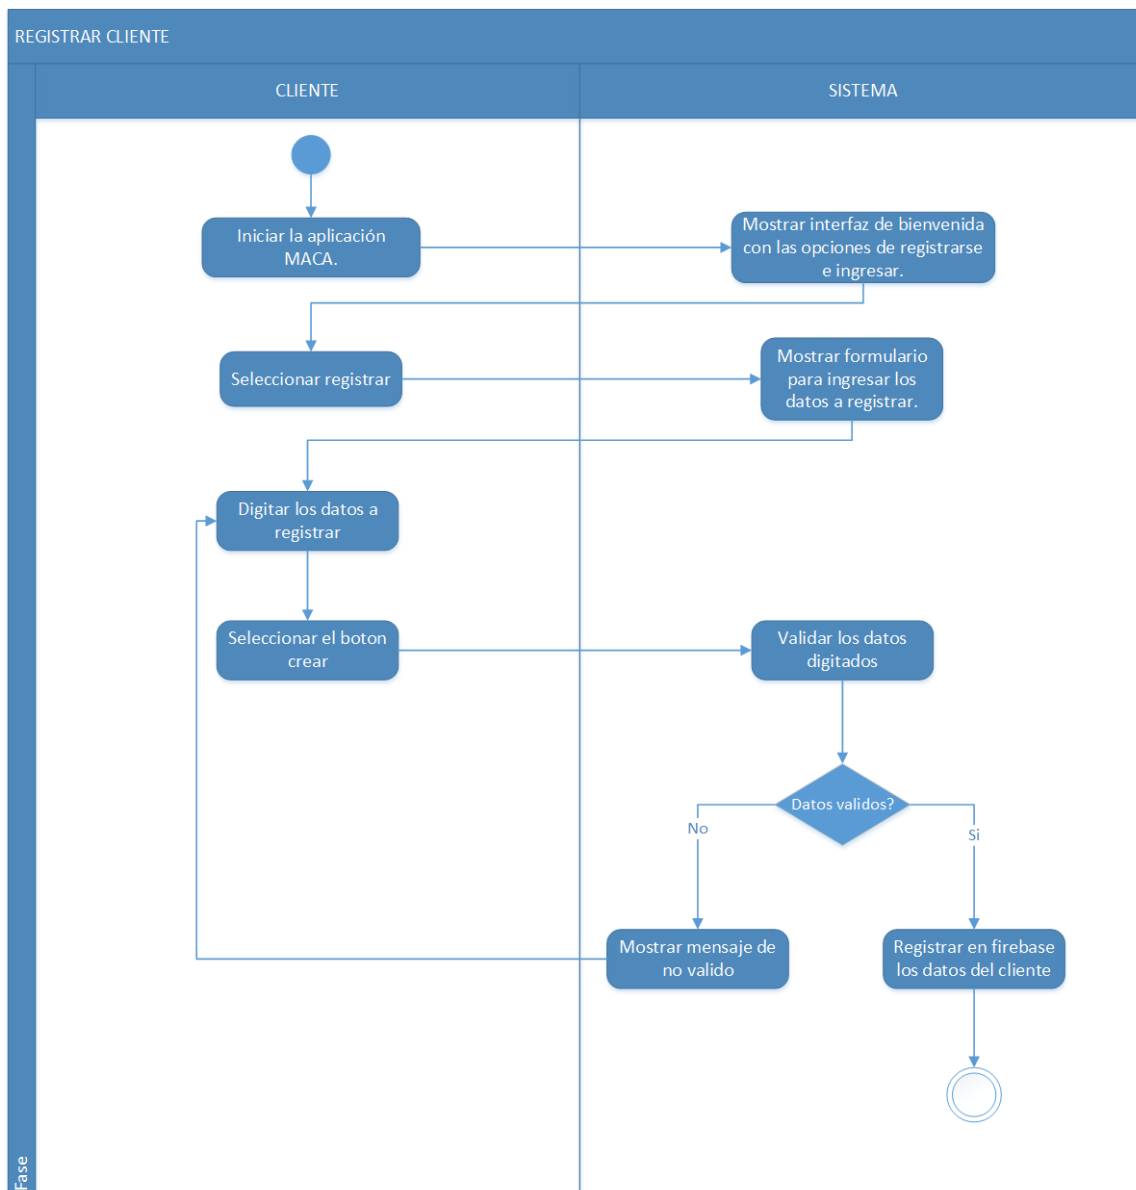 REGISTRAR CLIENTE
CLIENTE
SISTEMA
Iniciar la aplicación
MACA.
Mostrar interfaz de bienvenida
con las opciones de registrarse
e ingresar.
Seleccionar registrar
Mostrar formulario
para ingresar los
datos a registrar.
Digitar los datos a
registrar
Seleccionar el boton
crear
Validar los datos
digitados
Datos validos?
No
Si
Mostrar mensaje de
no valido
Registrar en firebase
los datos del cliente
Fase